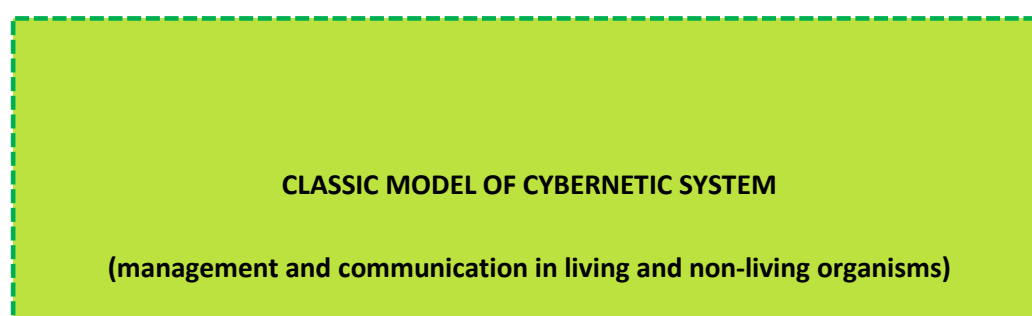 CLASSIC MODEL OF CYBERNETIC SYSTEM
(management and communication in living and non-living organisms)